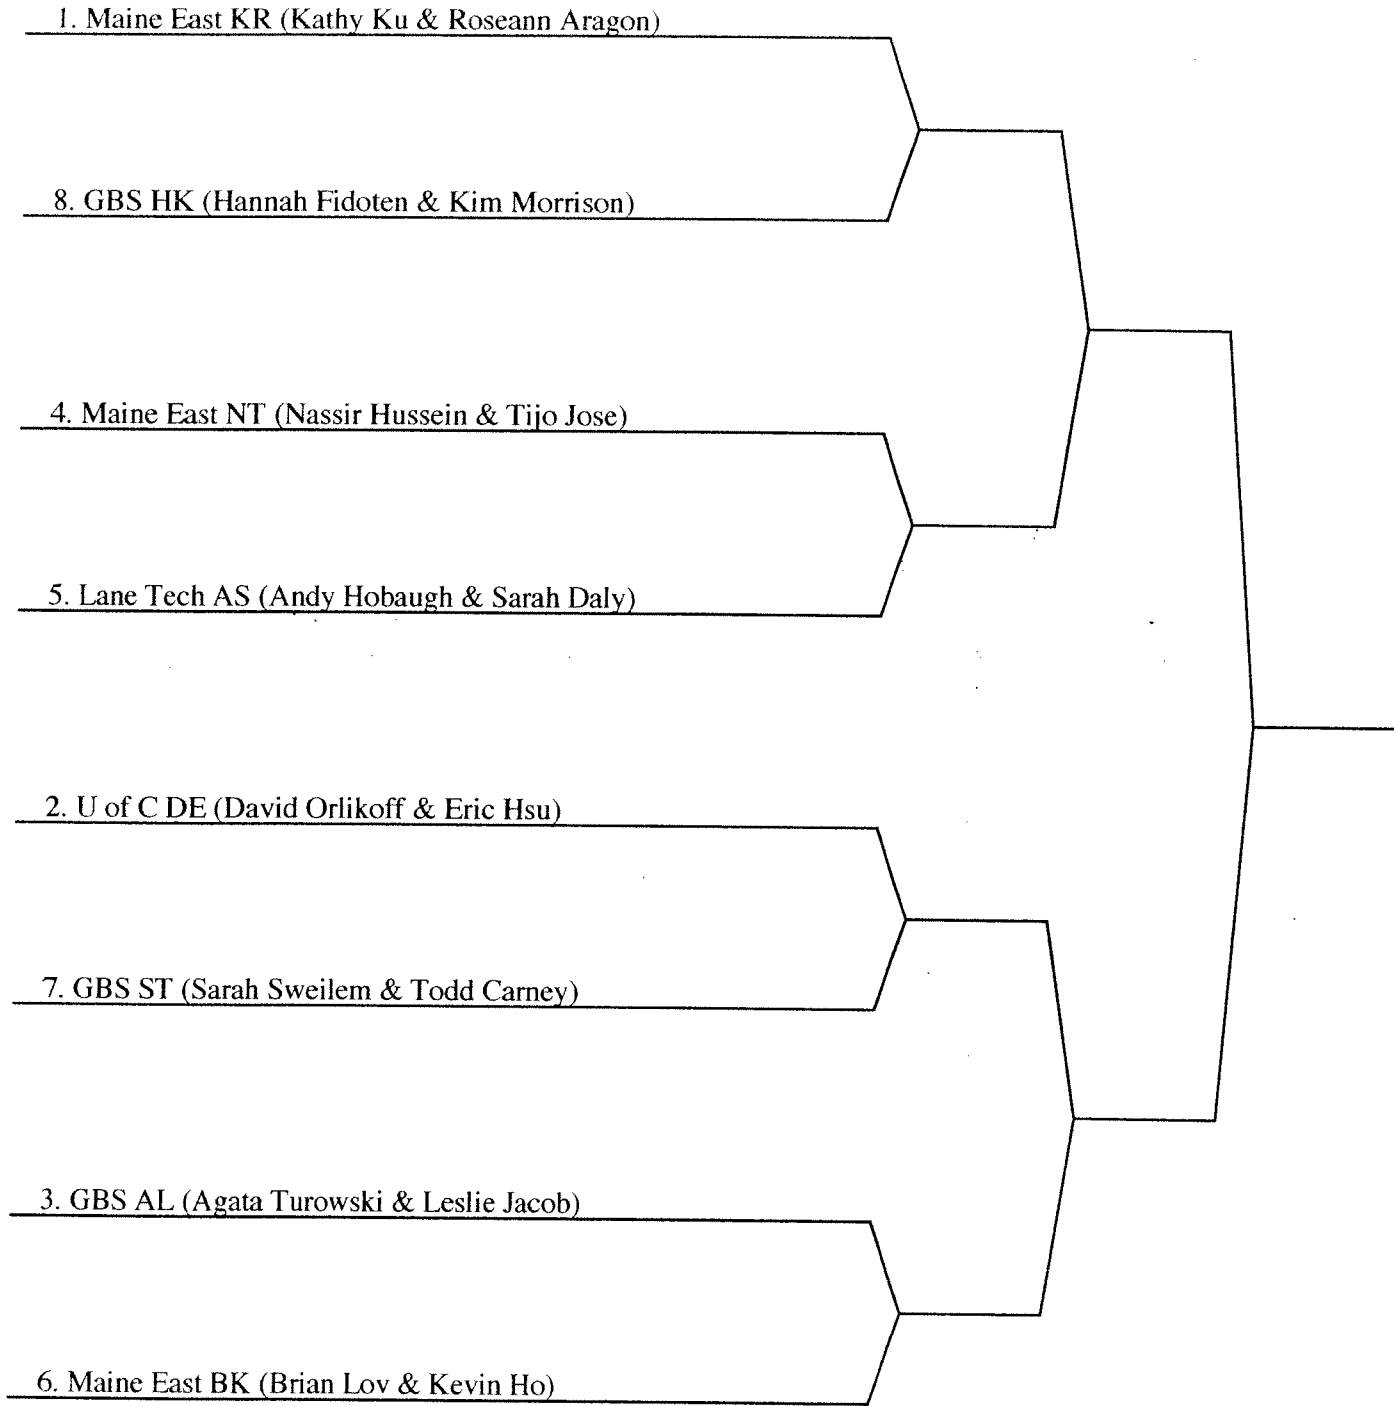 1. Maine East KR (Kathy Ku & Roseann Aragon)
8. GBS HK (Hannah Fidoten & Kim Morrison)
4. Maine East NT (Nassir Hussein & Tijo Jose)
5. Lane Tech AS (Andy Hobaugh & Sarah Daly)
2. U of C DE (David Orlikoff & Eric Hsu)
7. GBS ST (Sarah Sweilem & Todd Carney)
3. GBS AL (Agata Turowski & Leslie Jacob)
6. Maine East BK (Brian Lov & Kevin Ho)